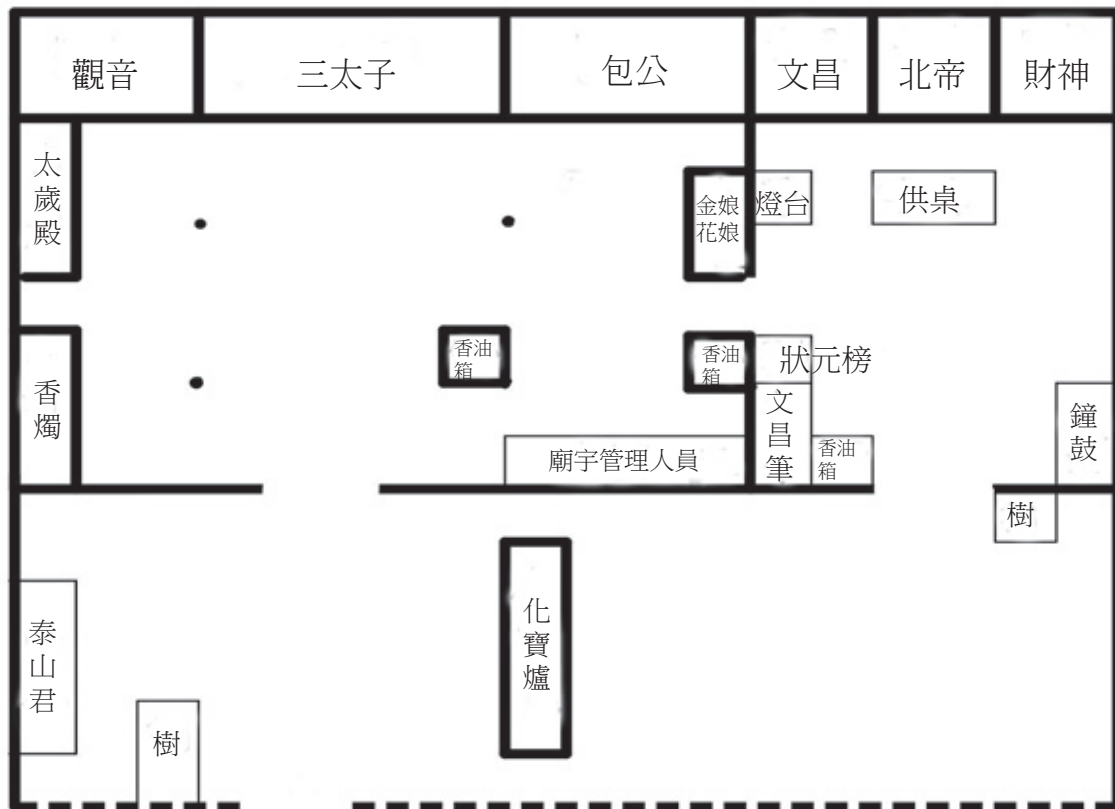 觀音
三太子
包公
文昌
北帝
財神
太歲殿
金娘
花娘
燈台
供桌
香燭
香油
箱
香油
箱
狀元榜
文昌筆
香油
箱
鐘鼓
廟宇管理人員
樹
化寶爐
泰山君
樹